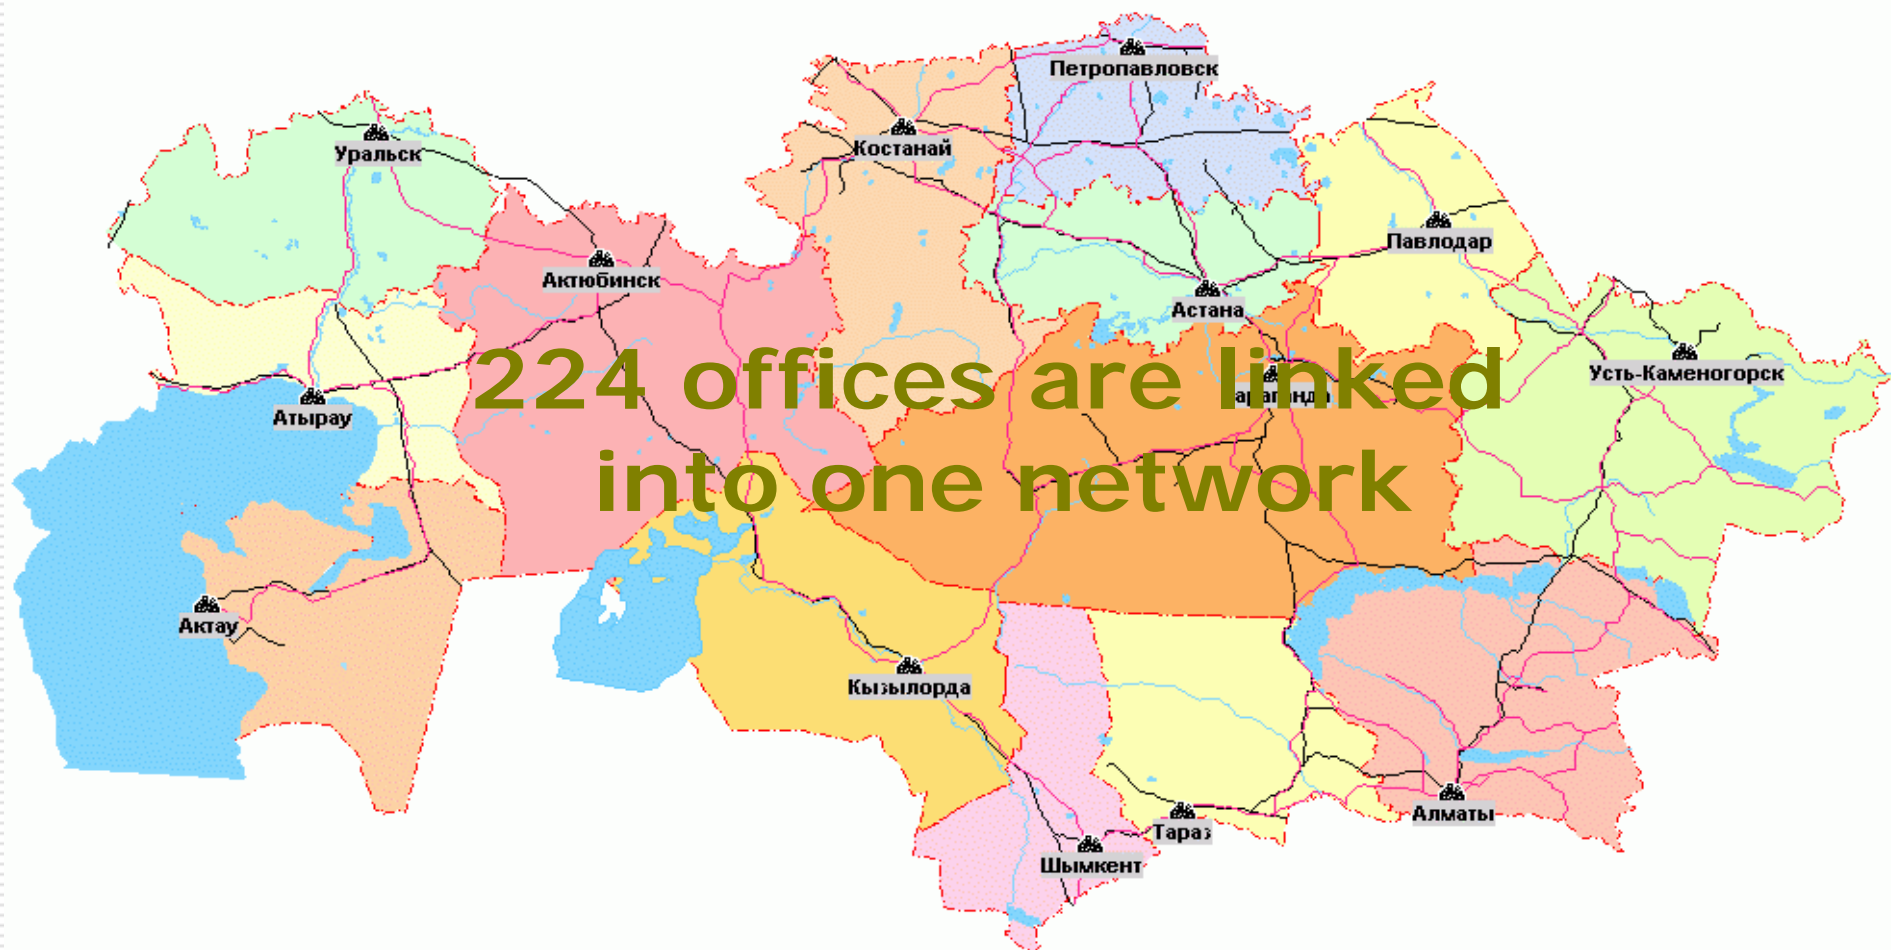 Петропавловск
Костанай
Уральск
Павлодар
Актюбинск
Астана
224 offices are linked
Усть-Каменогорск
Атырау
into one network
Актау
Кызылорда
Алматы
Тараз
Шымкент